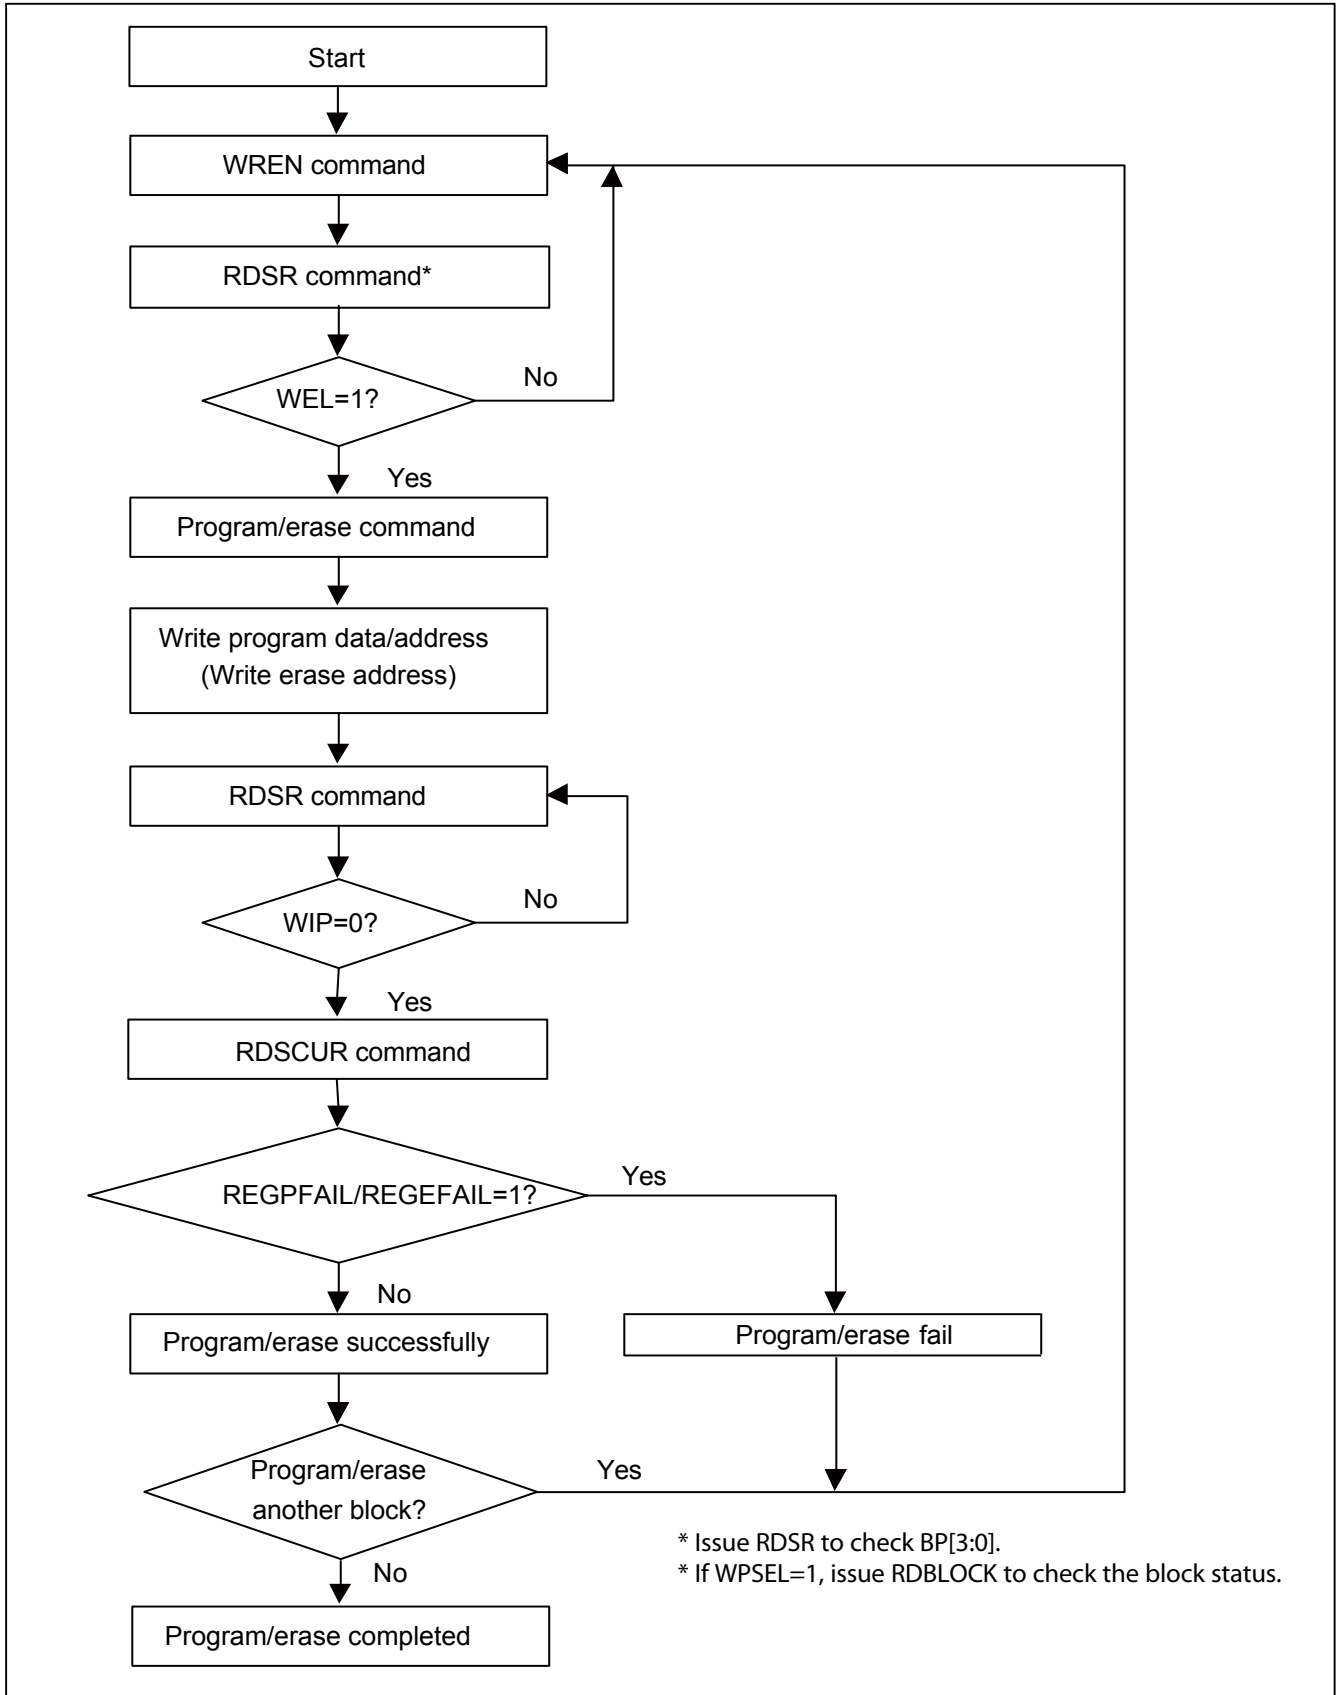 Start
WREN command
RDSR command*
WEL=1?
No
Yes
Program/erase command
Write program data/address
(Write erase address)
RDSR command
WIP=0?
No
Yes
RDSCUR command
REGPFAIL/REGEFAIL=1?
Yes
No
Program/erase successfully
Program/erase fail
Program/erase
another block?
Yes
No
* Issue RDSR to check BP[3:0].
* If WPSEL=1, issue RDBLOCK to check the block status.
Program/erase completed